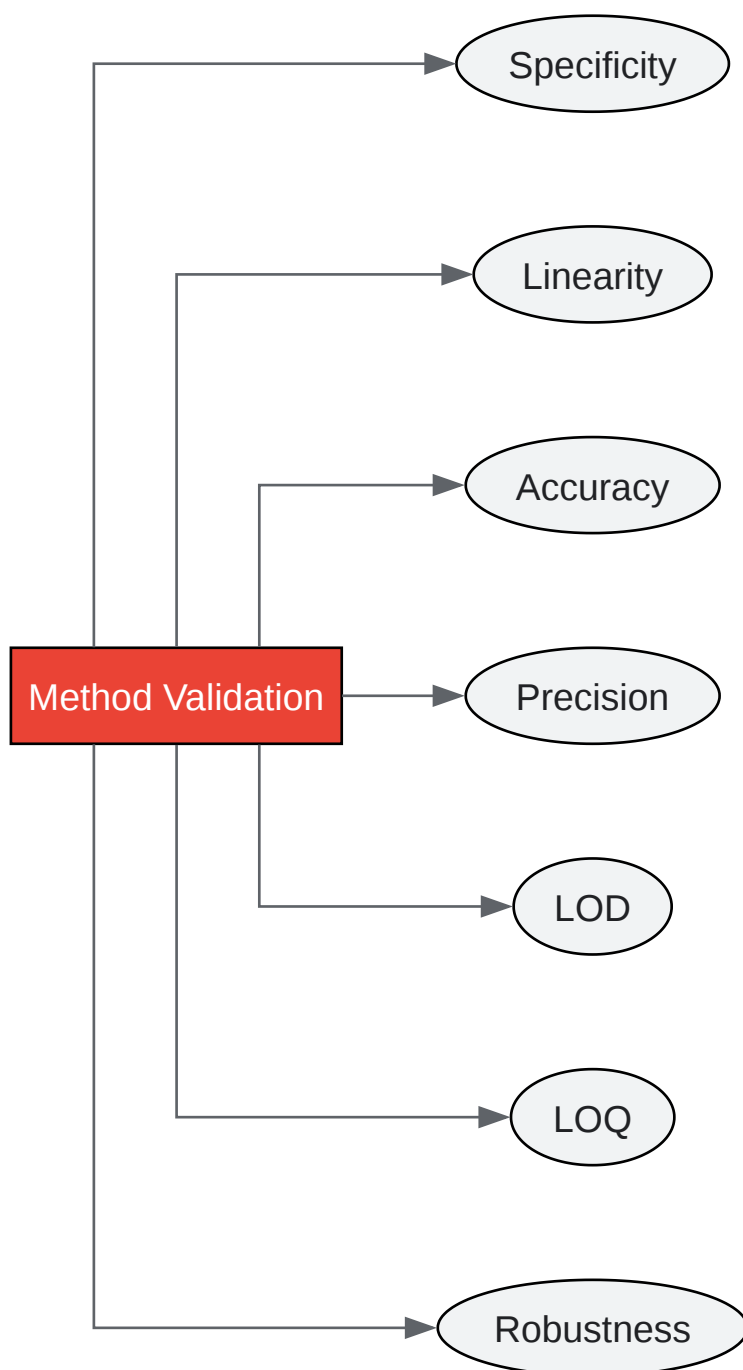 Specificity
Linearity
Accuracy
Method Validation
Precision
LOD
LOQ
Robustness